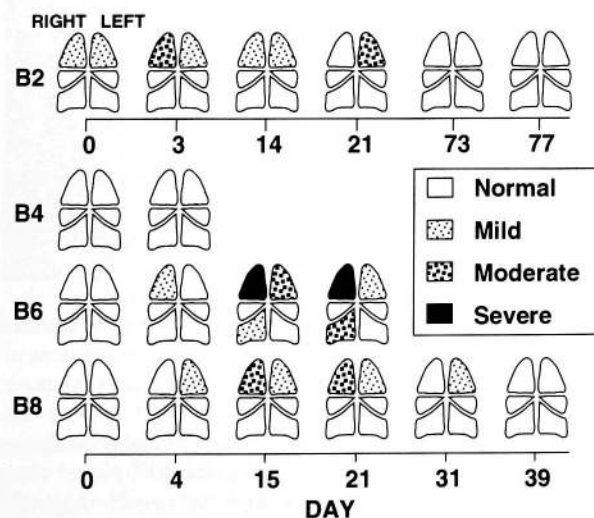 RIGHT LEFT
B2
0 3 14 21 73 77
B4
Normal
Mild
B6
Moderate
Severe
B8
0 4 15 21 31 39
DAY